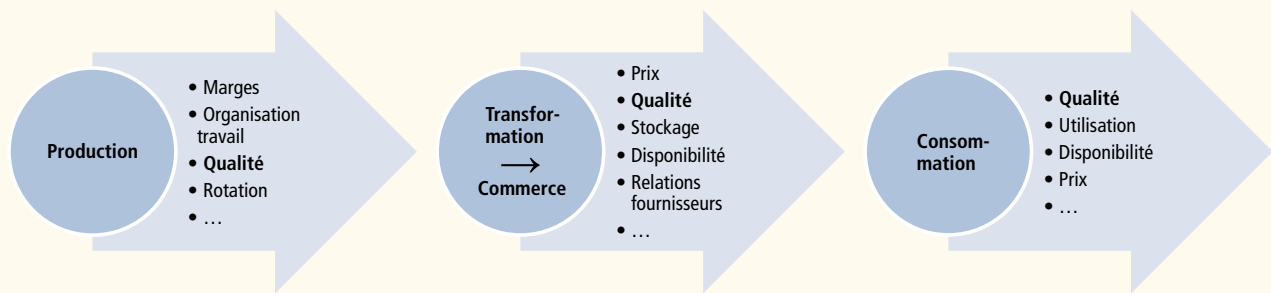 Production
• Marges
• Organisation
travail
• Qualité
• Rotation
• …
Transfor-
mation
→
Commerce
• Prix
• Qualité
• Stockage
• Disponibilité
• Relations
fournisseurs
• …
Consom-
mation
• Qualité
• Utilisation
• Disponibilité
• Prix
• …